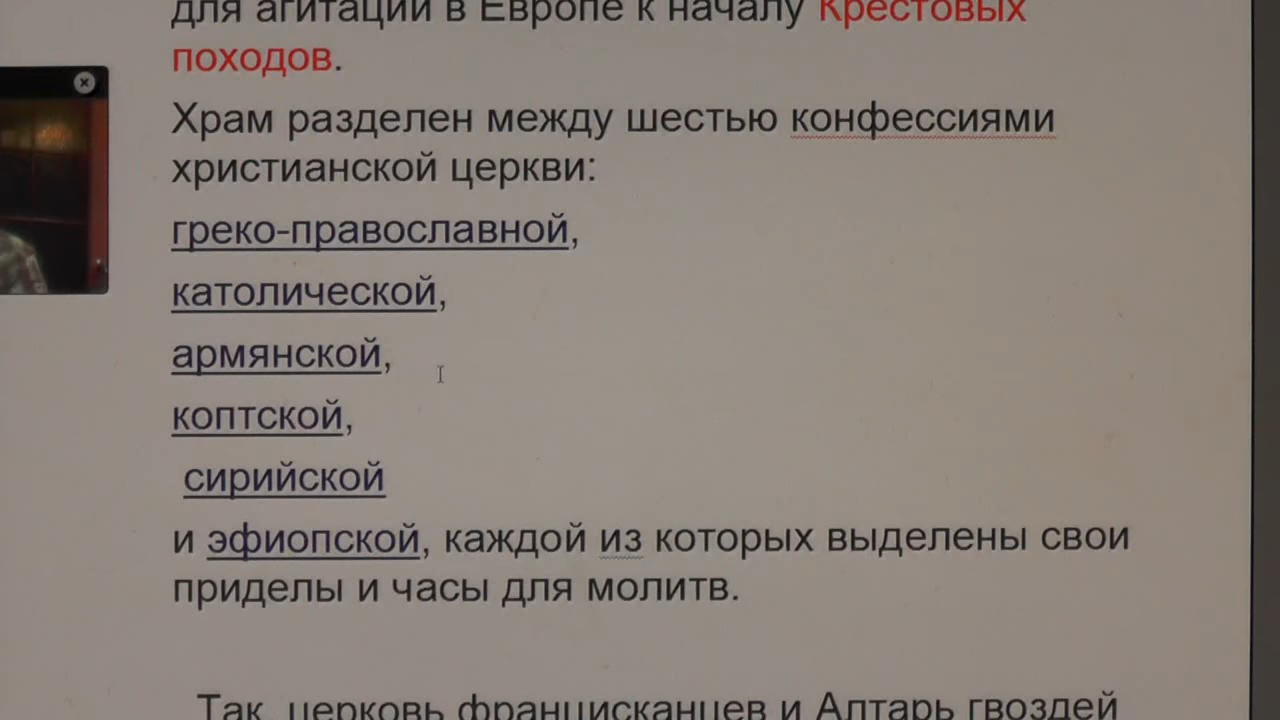 для агитации в Европе к началу Крестовых
походов.
Храм разделен между шестью конфессиями
христианской церкви:
греко-православной,
католической,
армянской,
коптской,
сирийской
и эфиопской, каждой из которых выделены свои
приделы и часы для молитв.
Так, церковь францисканцев и Алтарь гвоздей